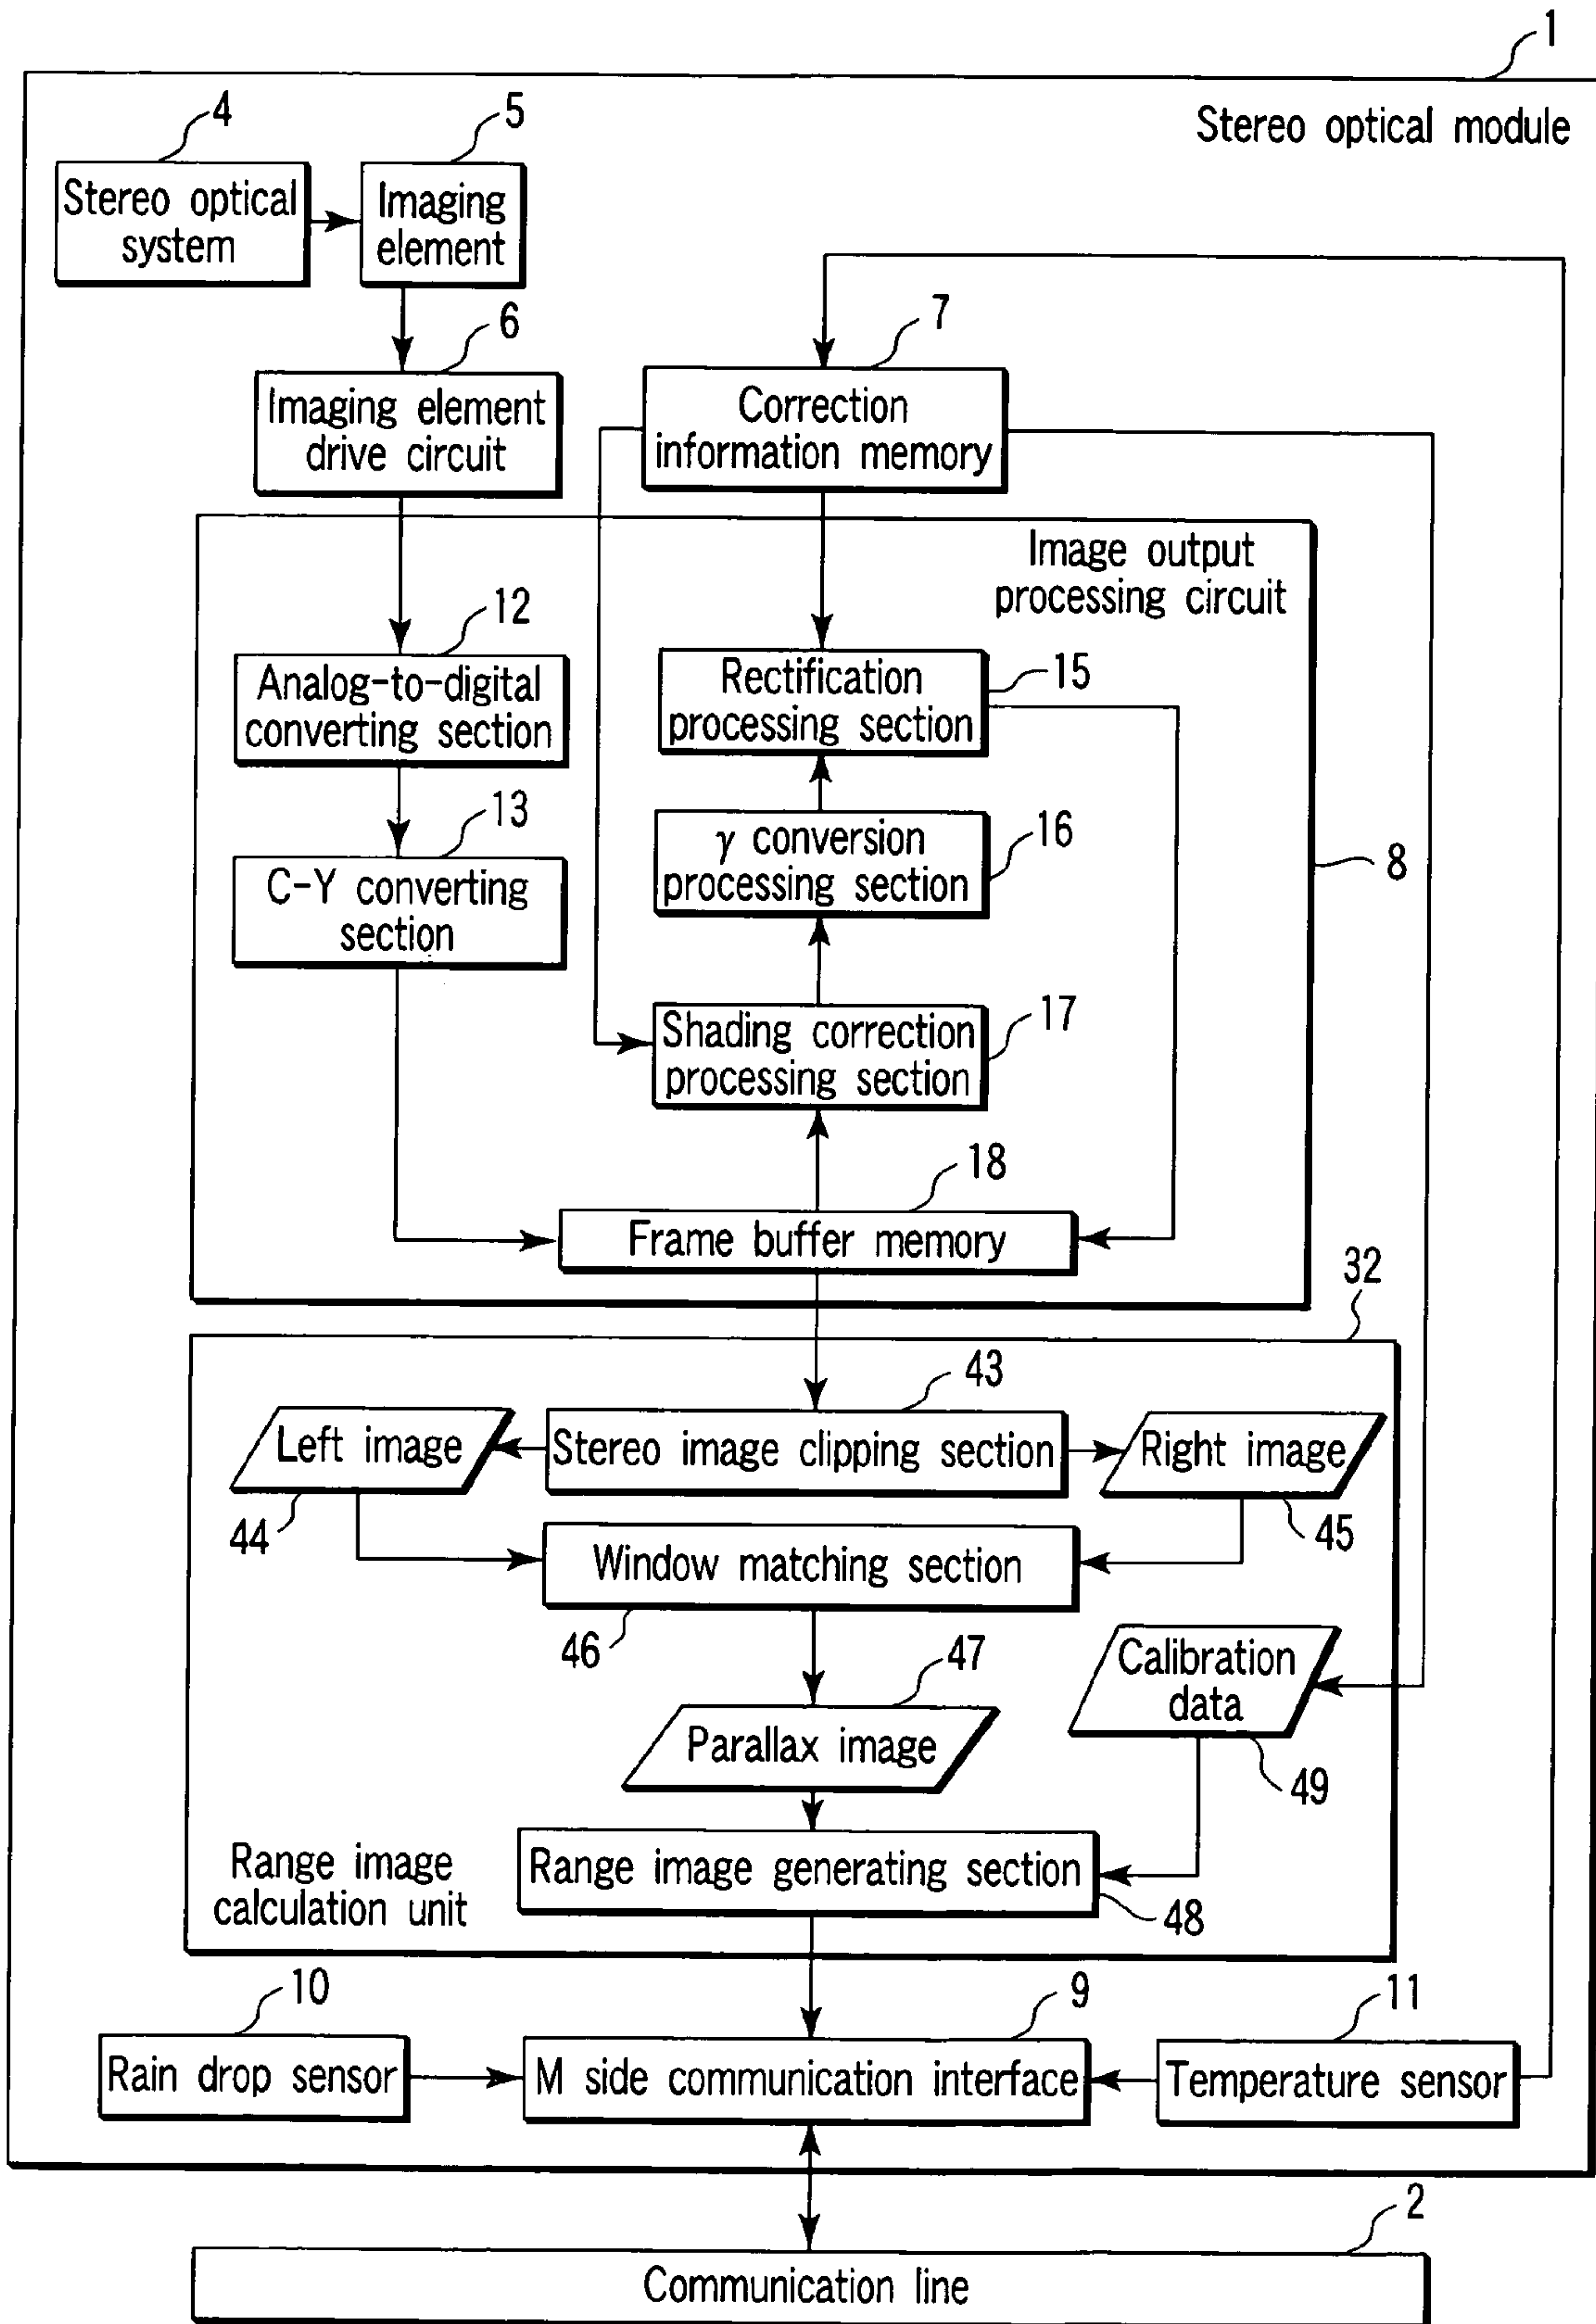 1
Stereo optical module
4
Stereo optical
system
5
Imaging
element
6
Imaging element
drive circuit
7
Correction
information memory
Image output
processing circuit
8
12
Analog-to-digital
converting section
13
C-Y converting
section
15
Rectification
processing section
16
γ conversion
processing section
17
Shading correction
processing section
18
Frame buffer memory
32
43
Left image
Stereo image clipping section
Right image
44
45
Window matching section
46
47
Parallax image
Calibration
data
49
Range image
calculation unit
Range image generating section
48
10
Rain drop sensor
9
M side communication interface
11
Temperature sensor
2
Communication line